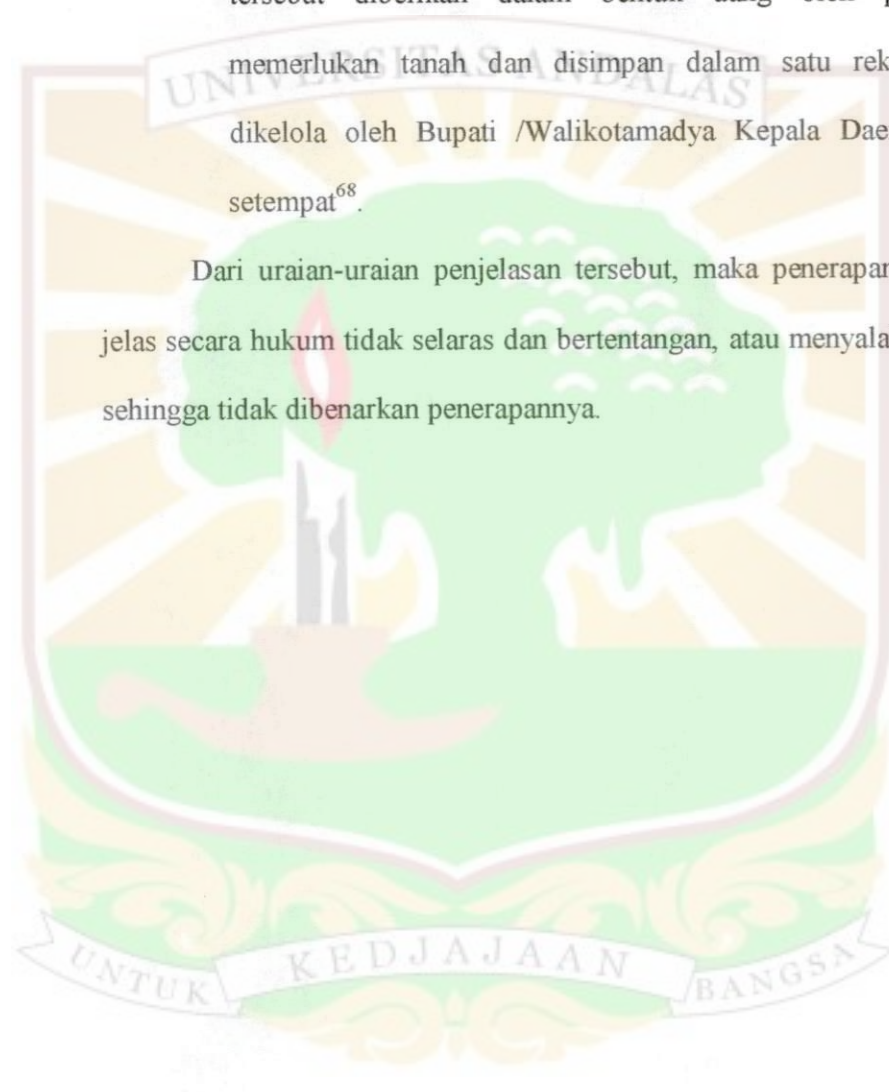 tersebut diberikan dalam bentuk uang oleh
memerlukan tanah dan disimpan dalam satu rek
dikelola oleh Bupati /Walikotamadya Kepala Dae
setempat68.
Dari uraian-uraian penjelasan tersebut, maka penerapan
jelas secara hukum tidak selaras dan bertentangan, atau menyala
sehingga tidak dibenarkan penerapannya.
UNIVERSITAS ANDALAS
UNTUK KEDJAJAAN BANGSA